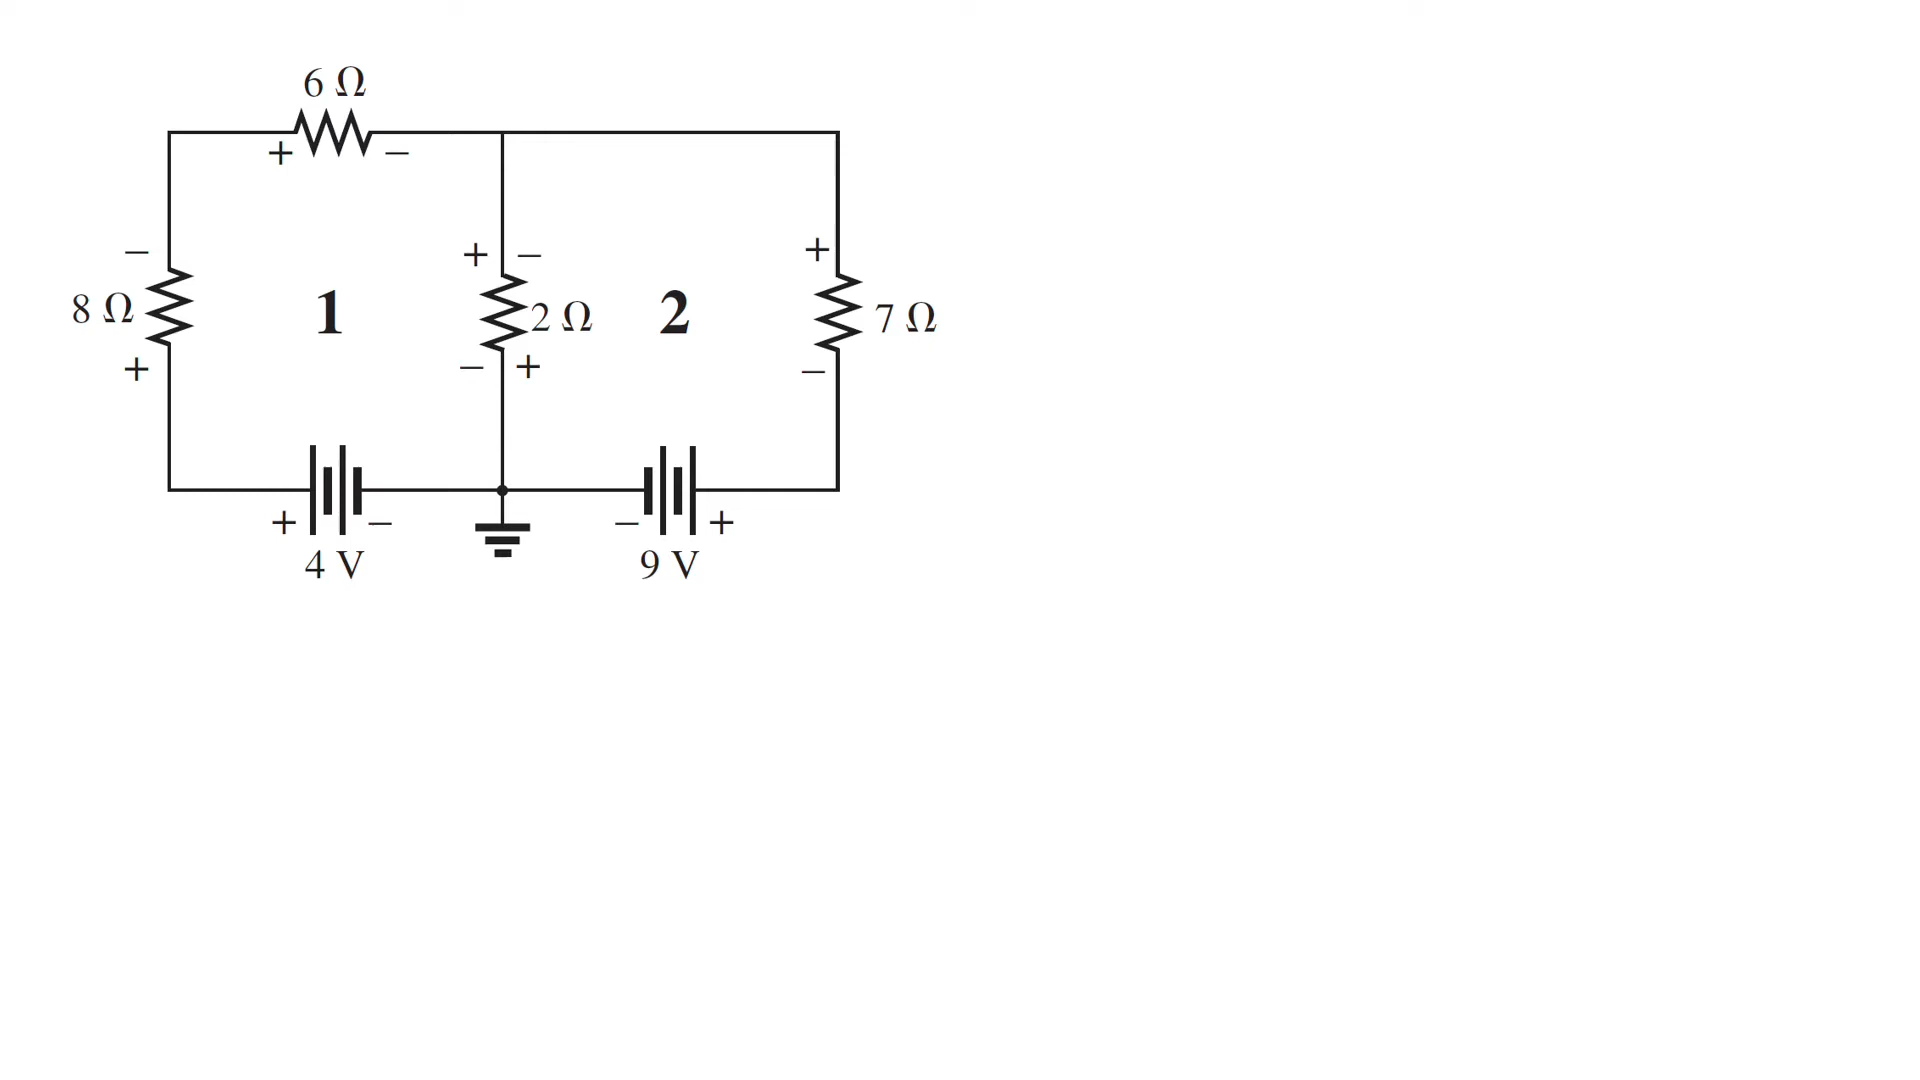 6 Ω
+ −
− + − +
8 Ω 1 2 Ω 2 7 Ω
+ − + −
+ − − +
4 V 9 V